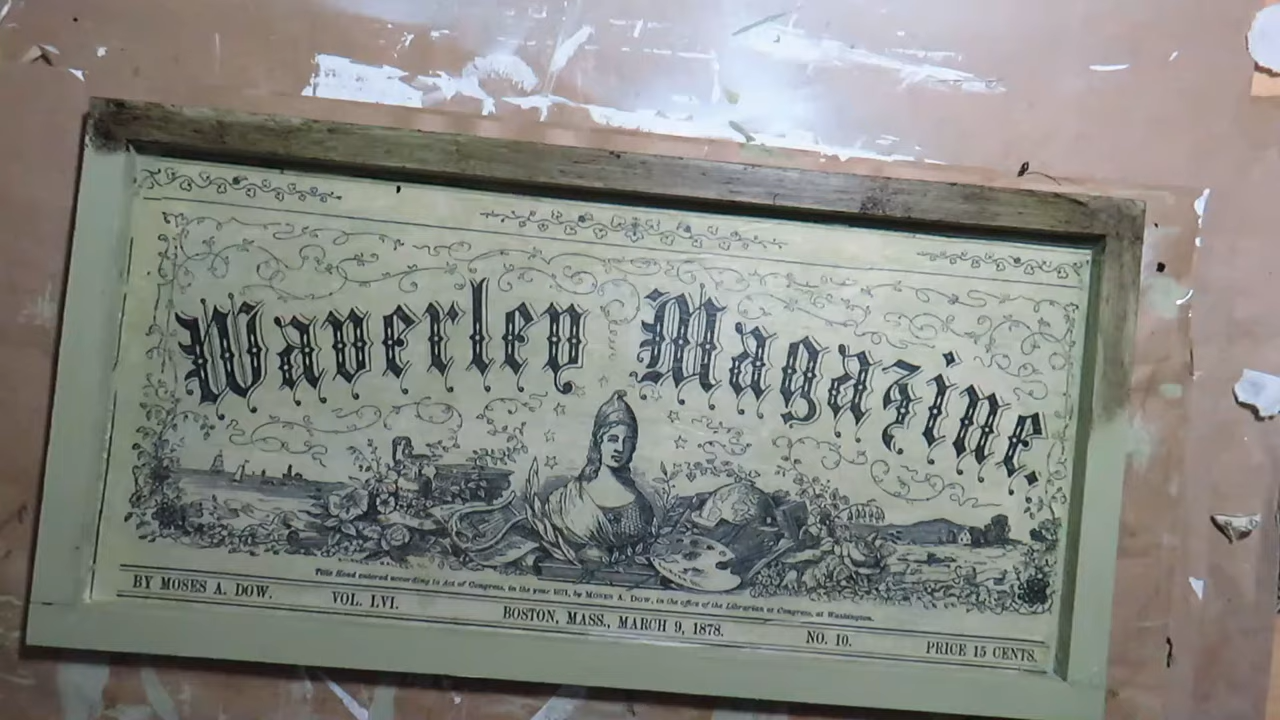 Waverley Magazine.
Title Head entered according to Act of Congress, in the year 1871, by MOSES A. DOW, in the office of the Librarian of Congress, at Washington.
BY MOSES A. DOW. VOL. LVI. BOSTON, MASS., MARCH 9, 1878. NO. 10. PRICE 15 CENTS.